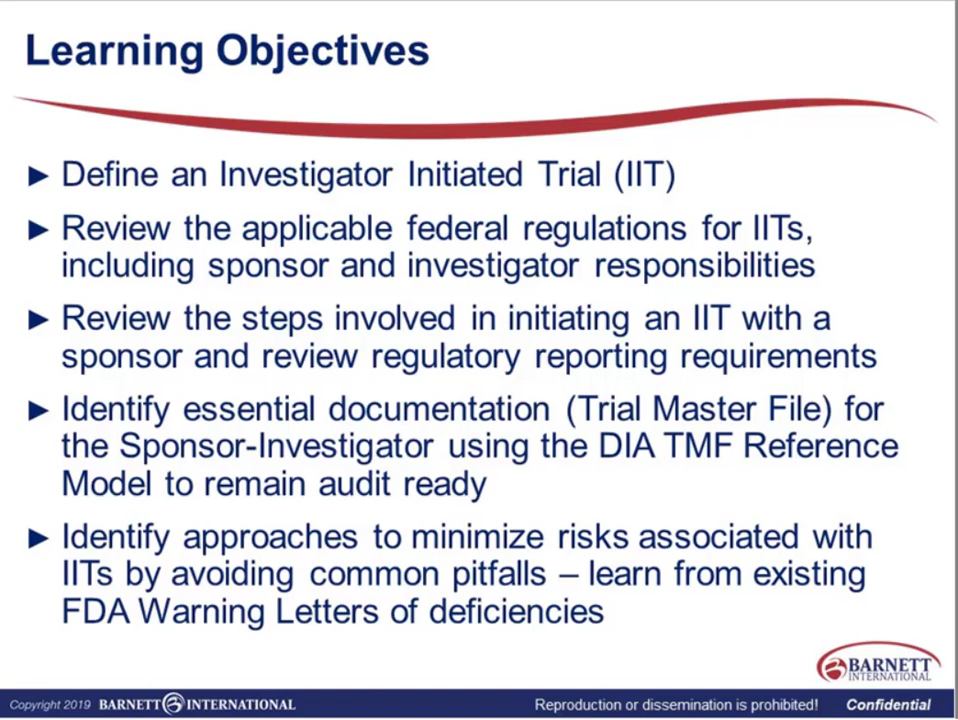 Learning Objectives
► Define an Investigator Initiated Trial (IIT)
► Review the applicable federal regulations for IITs,
including sponsor and investigator responsibilities
► Review the steps involved in initiating an IIT with a
sponsor and review regulatory reporting requirements
► Identify essential documentation (Trial Master File) for
the Sponsor-Investigator using the DIA TMF Reference
Model to remain audit ready
► Identify approaches to minimize risks associated with
IITs by avoiding common pitfalls – learn from existing
FDA Warning Letters of deficiencies
BARNETT
INTERNATIONAL
Copyright 2019 BARNETT INTERNATIONAL Reproduction or dissemination is prohibited! Confidential